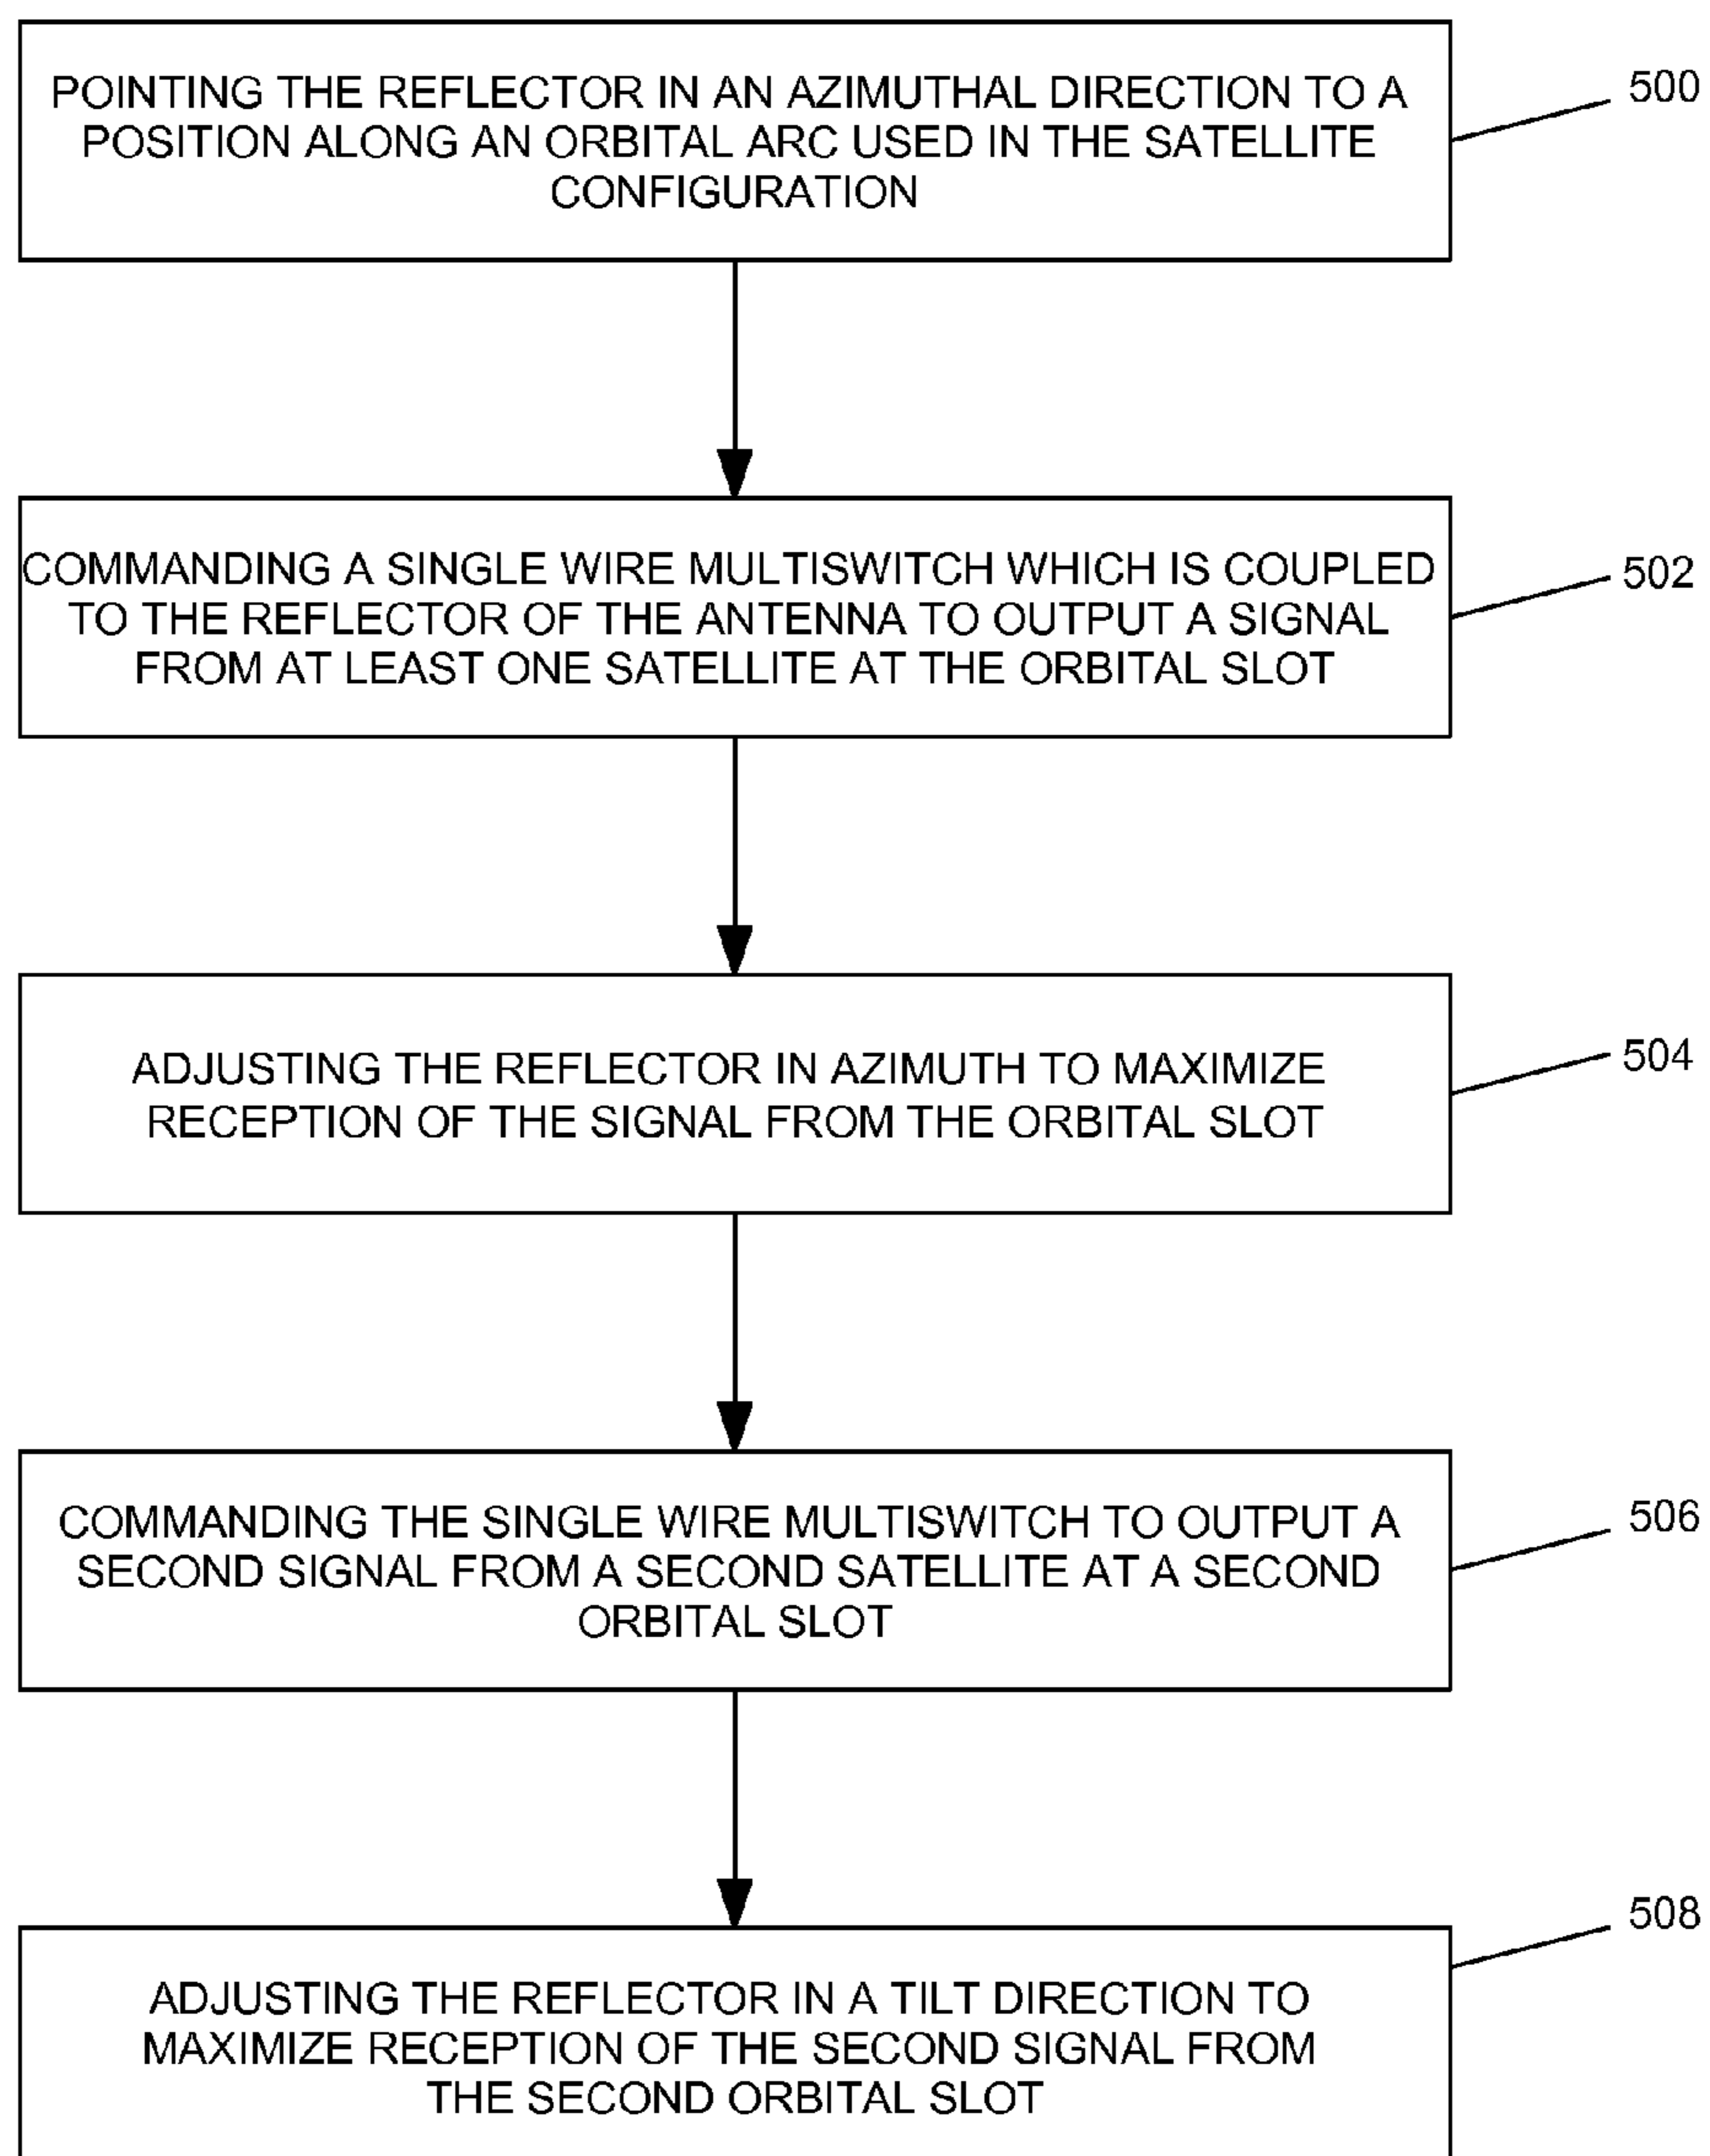 POINTING THE REFLECTOR IN AN AZIMUTHAL DIRECTION TO A
POSITION ALONG AN ORBITAL ARC USED IN THE SATELLITE
CONFIGURATION
500
COMMANDING A SINGLE WIRE MULTISWITCH WHICH IS COUPLED
TO THE REFLECTOR OF THE ANTENNA TO OUTPUT A SIGNAL
FROM AT LEAST ONE SATELLITE AT THE ORBITAL SLOT
502
ADJUSTING THE REFLECTOR IN AZIMUTH TO MAXIMIZE
RECEPTION OF THE SIGNAL FROM THE ORBITAL SLOT
504
COMMANDING THE SINGLE WIRE MULTISWITCH TO OUTPUT A
SECOND SIGNAL FROM A SECOND SATELLITE AT A SECOND
ORBITAL SLOT
506
ADJUSTING THE REFLECTOR IN A TILT DIRECTION TO
MAXIMIZE RECEPTION OF THE SECOND SIGNAL FROM
THE SECOND ORBITAL SLOT
508